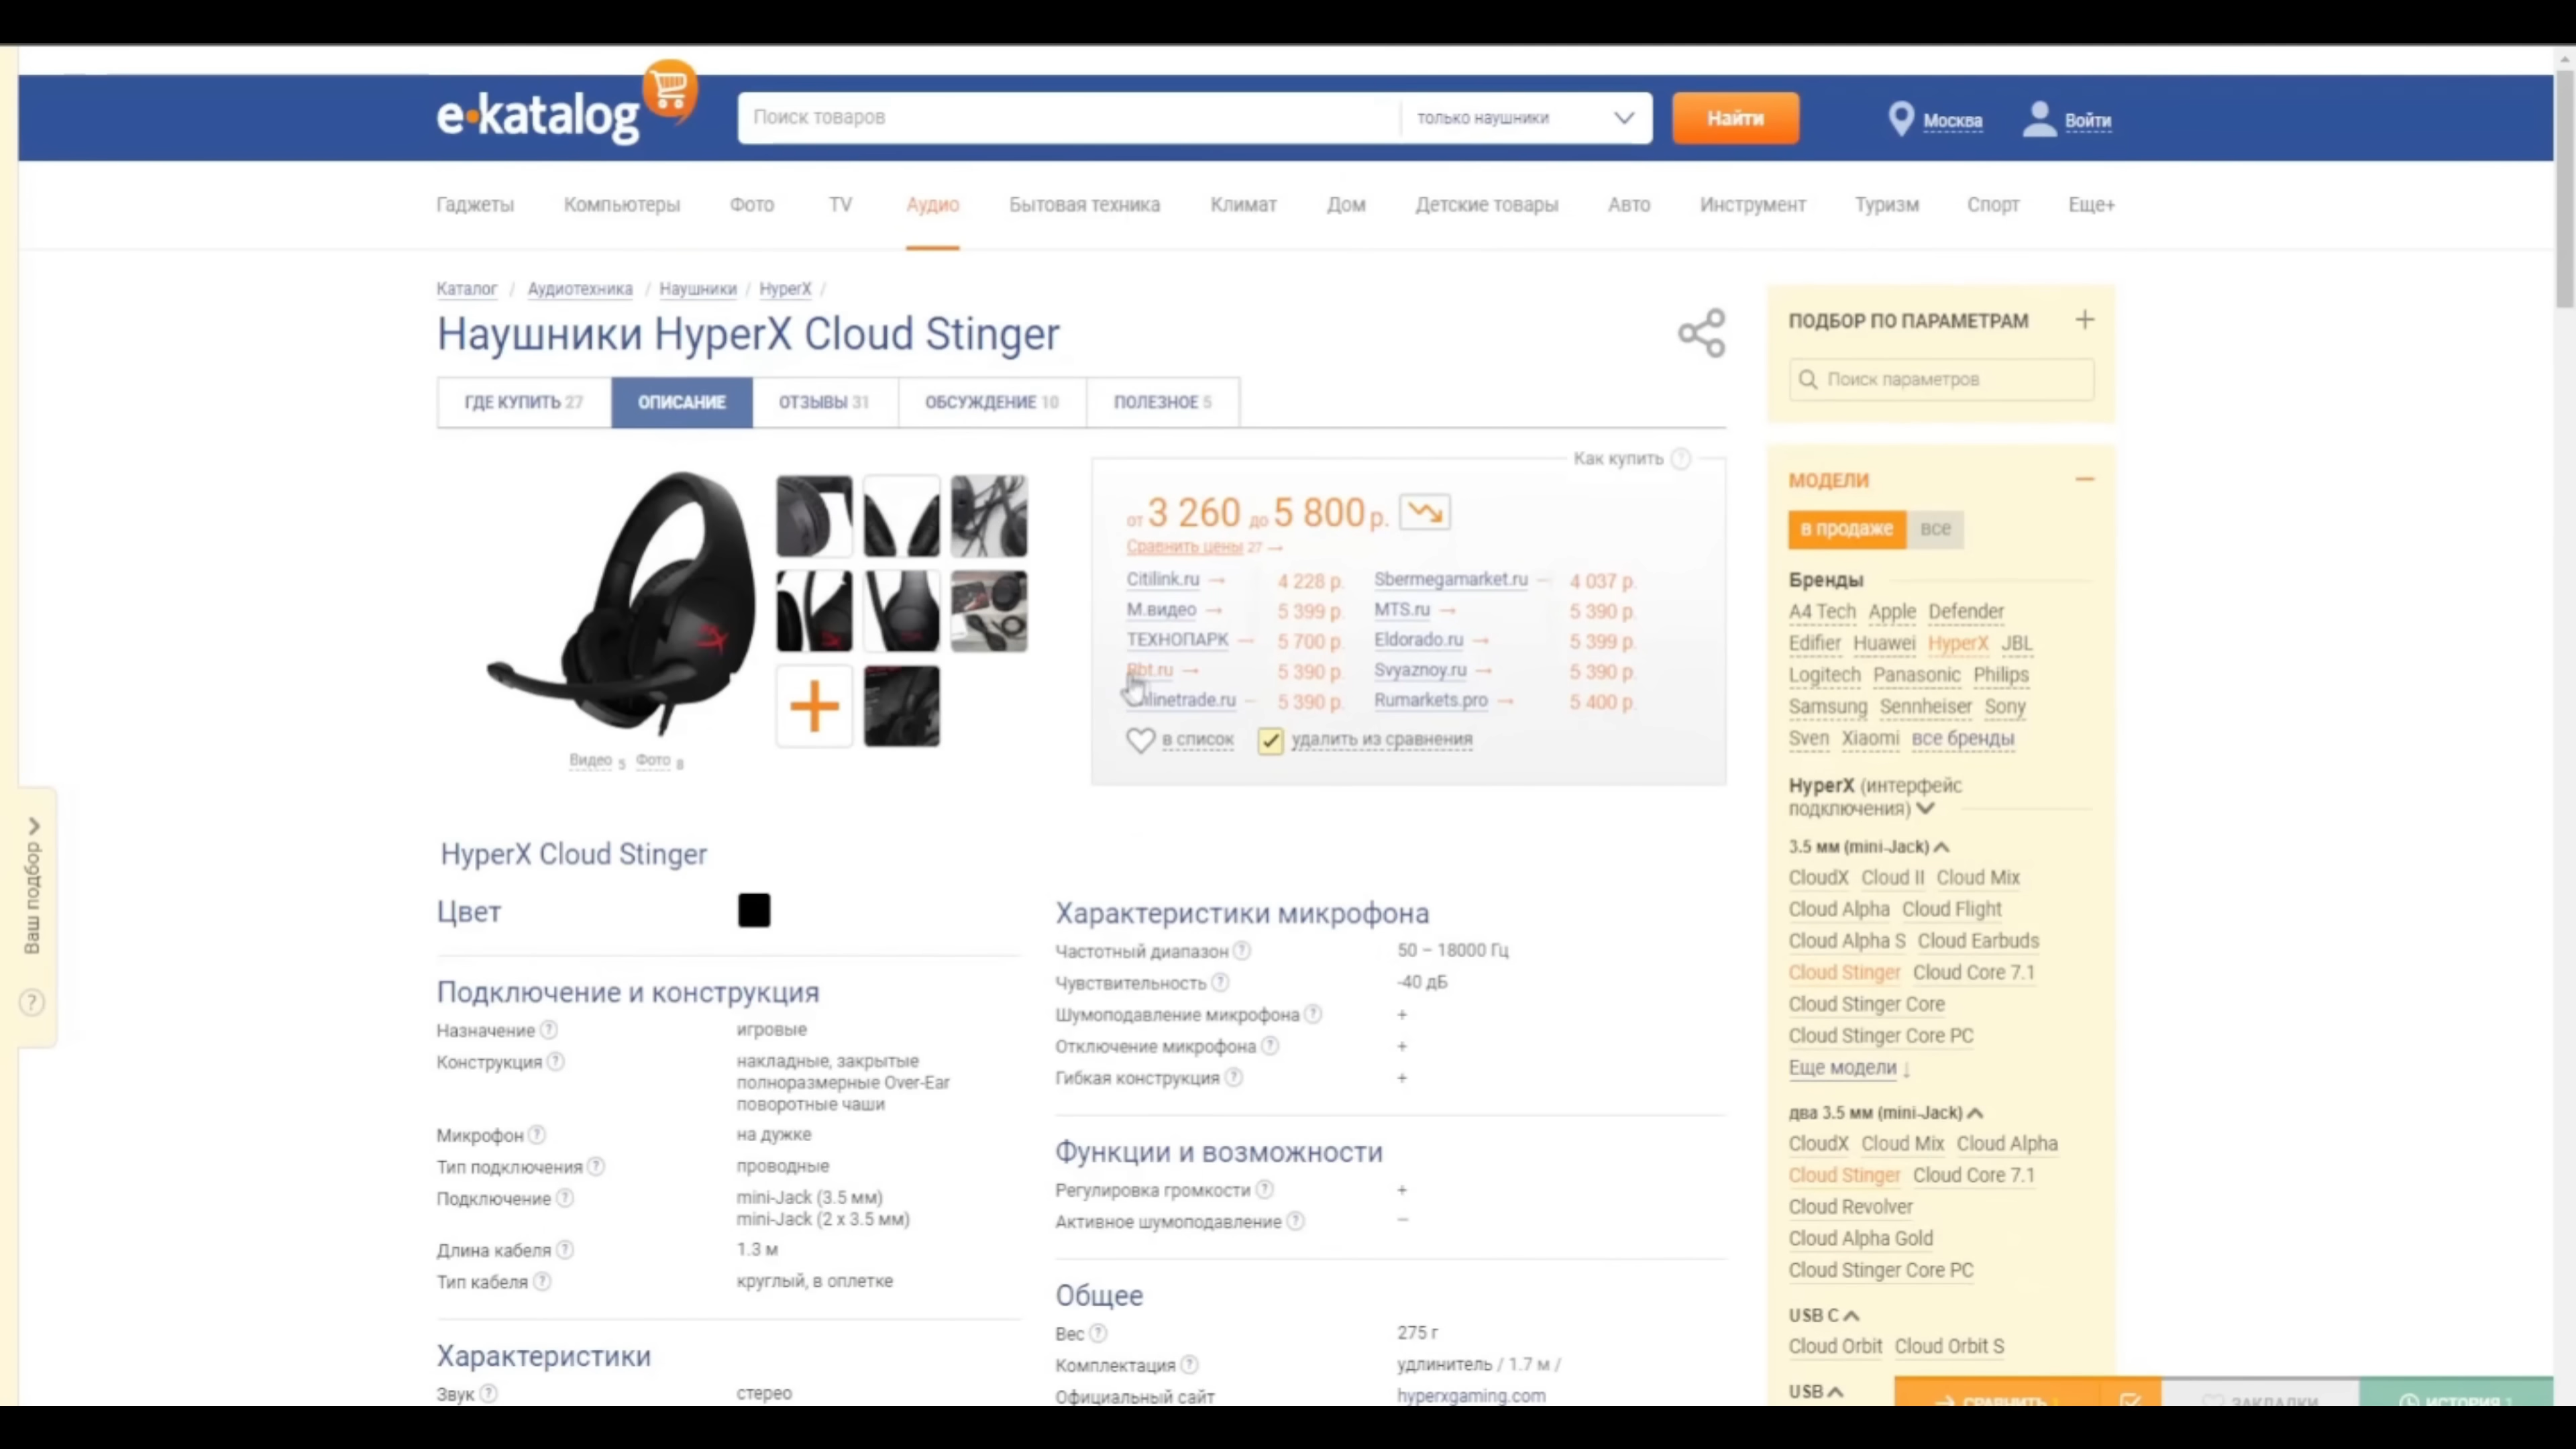 e-katalog
Поиск товаров
только наушники
Найти
Москва
Войти
Гаджеты Компьютеры Фото TV Аудио Бытовая техника Климат Дом Детские товары Авто Инструмент Туризм Спорт Еще+
Каталог / Аудиотехника / Наушники / HyperX /
Наушники HyperX Cloud Stinger
ГДЕ КУПИТЬ 27 ОПИСАНИЕ ОТЗЫВЫ 31 ОБСУЖДЕНИЕ 10 ПОЛЕЗНОЕ 5
Видео 5 Фото 8
Как купить ?
от 3 260 до 5 800 р.
Сравнить цены 27 →
Citilink.ru → 4 228 р. Sbermegamarket.ru 4 037 р.
М.видео → 5 399 р. MTS.ru → 5 390 р.
ТЕХНОПАРК 5 700 р. Eldorado.ru → 5 399 р.
Rbt.ru → 5 390 р. Svyaznoy.ru → 5 390 р.
5 390 р. Rumarkets.pro → 5 400 р.
в список удалить из сравнения
HyperX Cloud Stinger
Цвет
Подключение и конструкция
Назначение ? игровые
Конструкция ? накладные, закрытые
полноразмерные Over-Ear
поворотные чаши
Микрофон ? на дужке
Тип подключения ? проводные
Подключение ? mini-Jack (3.5 мм)
mini-Jack (2 x 3.5 мм)
Длина кабеля ? 1.3 м
Тип кабеля ? круглый, в оплетке
Характеристики
Звук ? стерео
Характеристики микрофона
Частотный диапазон ? 50 – 18000 Гц
Чувствительность ? -40 дБ
Шумоподавление микрофона ? +
Отключение микрофона ? +
Гибкая конструкция ? +
Функции и возможности
Регулировка громкости ? +
Активное шумоподавление ? –
Общее
Вес ? 275 г
Комплектация ? удлинитель / 1.7 м /
Официальный сайт hyperxgaming.com
ПОДБОР ПО ПАРАМЕТРАМ +
Поиск параметров
МОДЕЛИ –
в продаже все
Бренды
A4 Tech Apple Defender
Edifier Huawei HyperX JBL
Logitech Panasonic Philips
Samsung Sennheiser Sony
Sven Xiaomi все бренды
HyperX (интерфейс
подключения)
3.5 мм (mini-Jack)
CloudX Cloud II Cloud Mix
Cloud Alpha Cloud Flight
Cloud Alpha S Cloud Earbuds
Cloud Stinger Cloud Core 7.1
Cloud Stinger Core
Cloud Stinger Core PC
Еще модели ↓
два 3.5 мм (mini-Jack)
CloudX Cloud Mix Cloud Alpha
Cloud Stinger Cloud Core 7.1
Cloud Revolver
Cloud Alpha Gold
Cloud Stinger Core PC
USB C
Cloud Orbit Cloud Orbit S
USB
Ваш подбор
?
→ СРАВНИТЬ ЗАКЛАДКИ ИСТОРИЯ